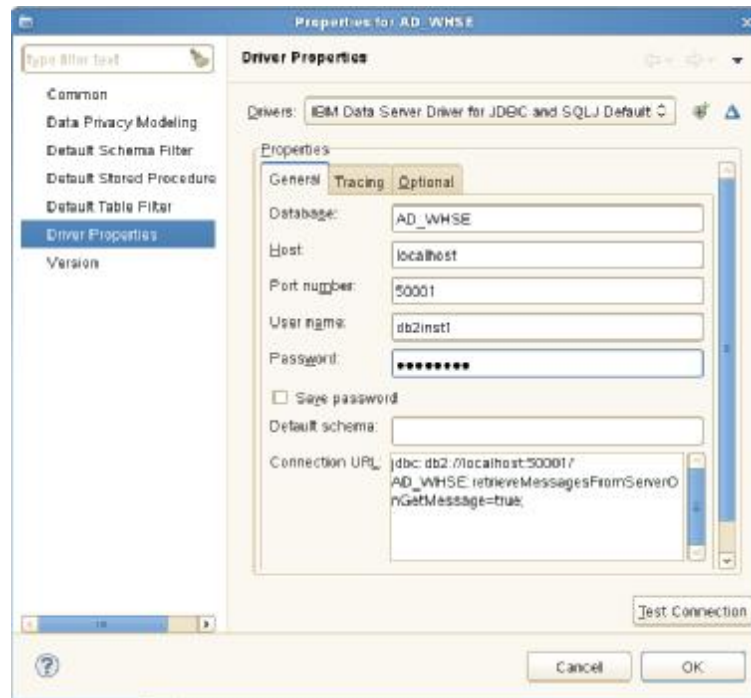 Properties for AD_WHSE
type filter text
Common
Data Privacy Modeling
Default Schema Filter
Default Stored Procedure
Default Table Filter
Driver Properties
Version
Driver Properties
Drivers: IBM Data Server Driver for JDBC and SQLJ Default
Properties
General Tracing Optional
Database: AD_WHSE
Host: localhost
Port number: 50001
User name: db2inst1
Password: ●●●●●●●●
Save password
Default schema:
Connection URL: jdbc:db2://localhost:50001/
AD_WHSE:retrieveMessagesFromServerO
nGetMessage=true;
Test Connection
? Cancel OK